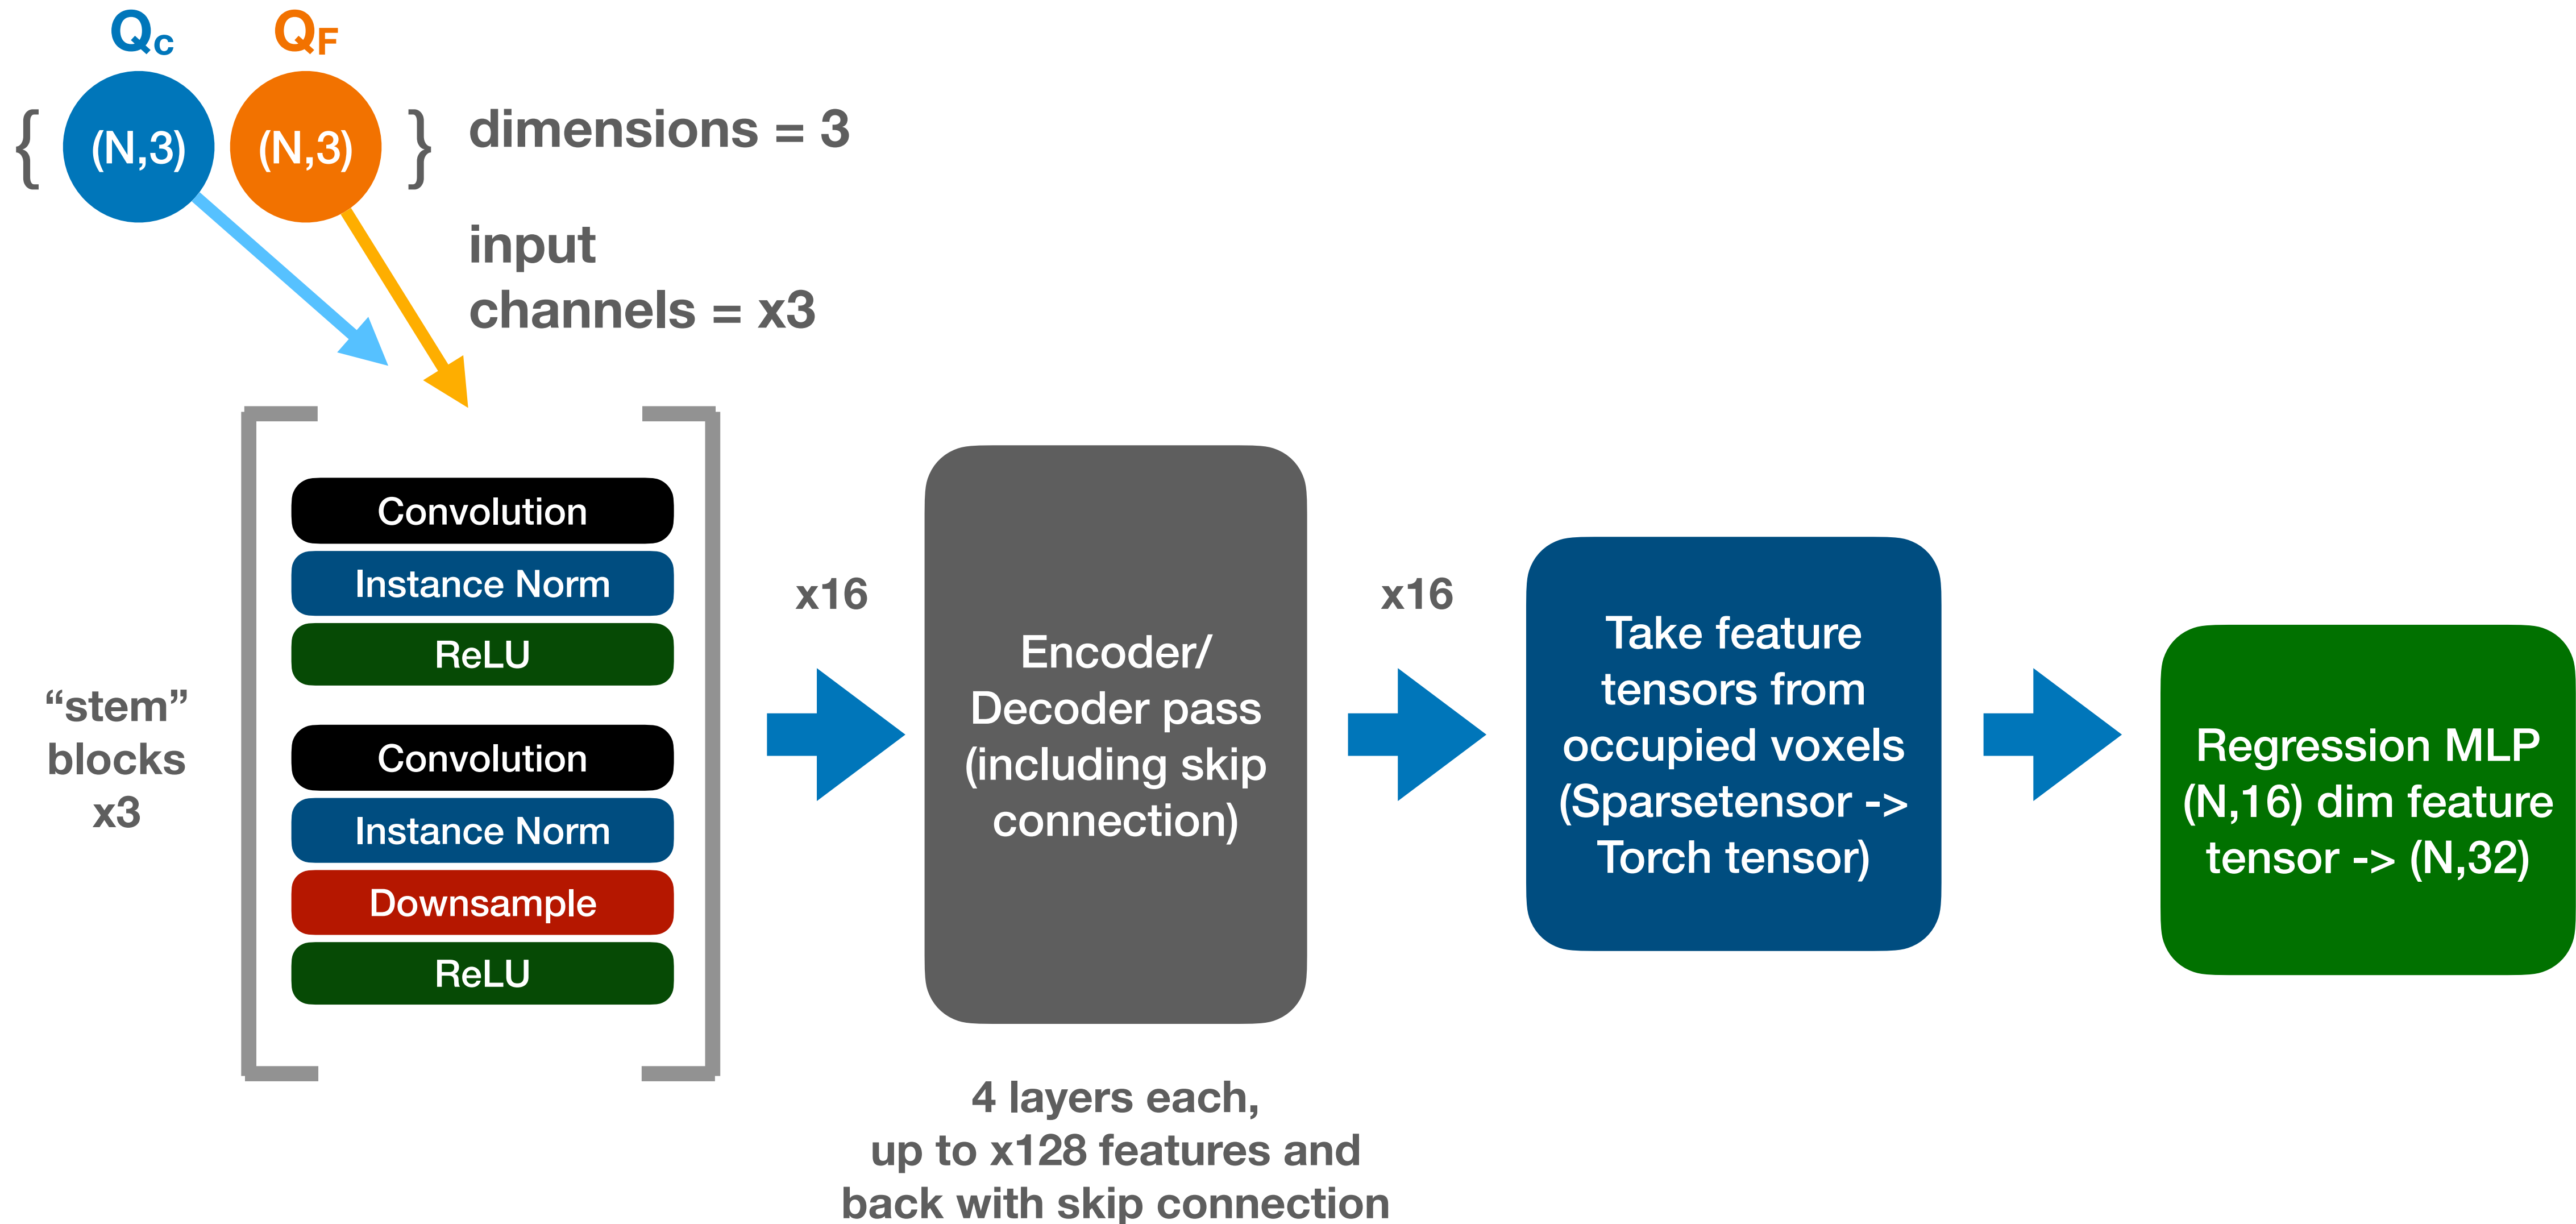 Qc QF
{ (N,3) (N,3) } dimensions = 3
input
channels = x3
Convolution
Instance Norm
ReLU
Convolution
Instance Norm
Downsample
ReLU
“stem”
blocks
x3
x16
Encoder/
Decoder pass
(including skip
connection)
4 layers each,
up to x128 features and
back with skip connection
x16
Take feature
tensors from
occupied voxels
(Sparsetensor ->
Torch tensor)
Regression MLP
(N,16) dim feature
tensor -> (N,32)